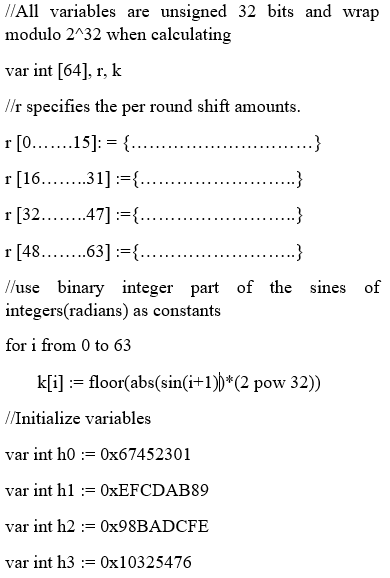 //All variables are unsigned 32 bits and wrap
modulo 2^32 when calculating
var int [64], r, k
//r specifies the per round shift amounts.
r [0…….15]: = {…………………………}
r [16……..31] :={……………………..}
r [32……..47] :={……………………..}
r [48……..63] :={……………………..}
//use binary integer part of the sines of
integers(radians) as constants
for i from 0 to 63
k[i] := floor(abs(sin(i+1))*(2 pow 32))
//Initialize variables
var int h0 := 0x67452301
var int h1 := 0xEFCDAB89
var int h2 := 0x98BADCFE
var int h3 := 0x10325476